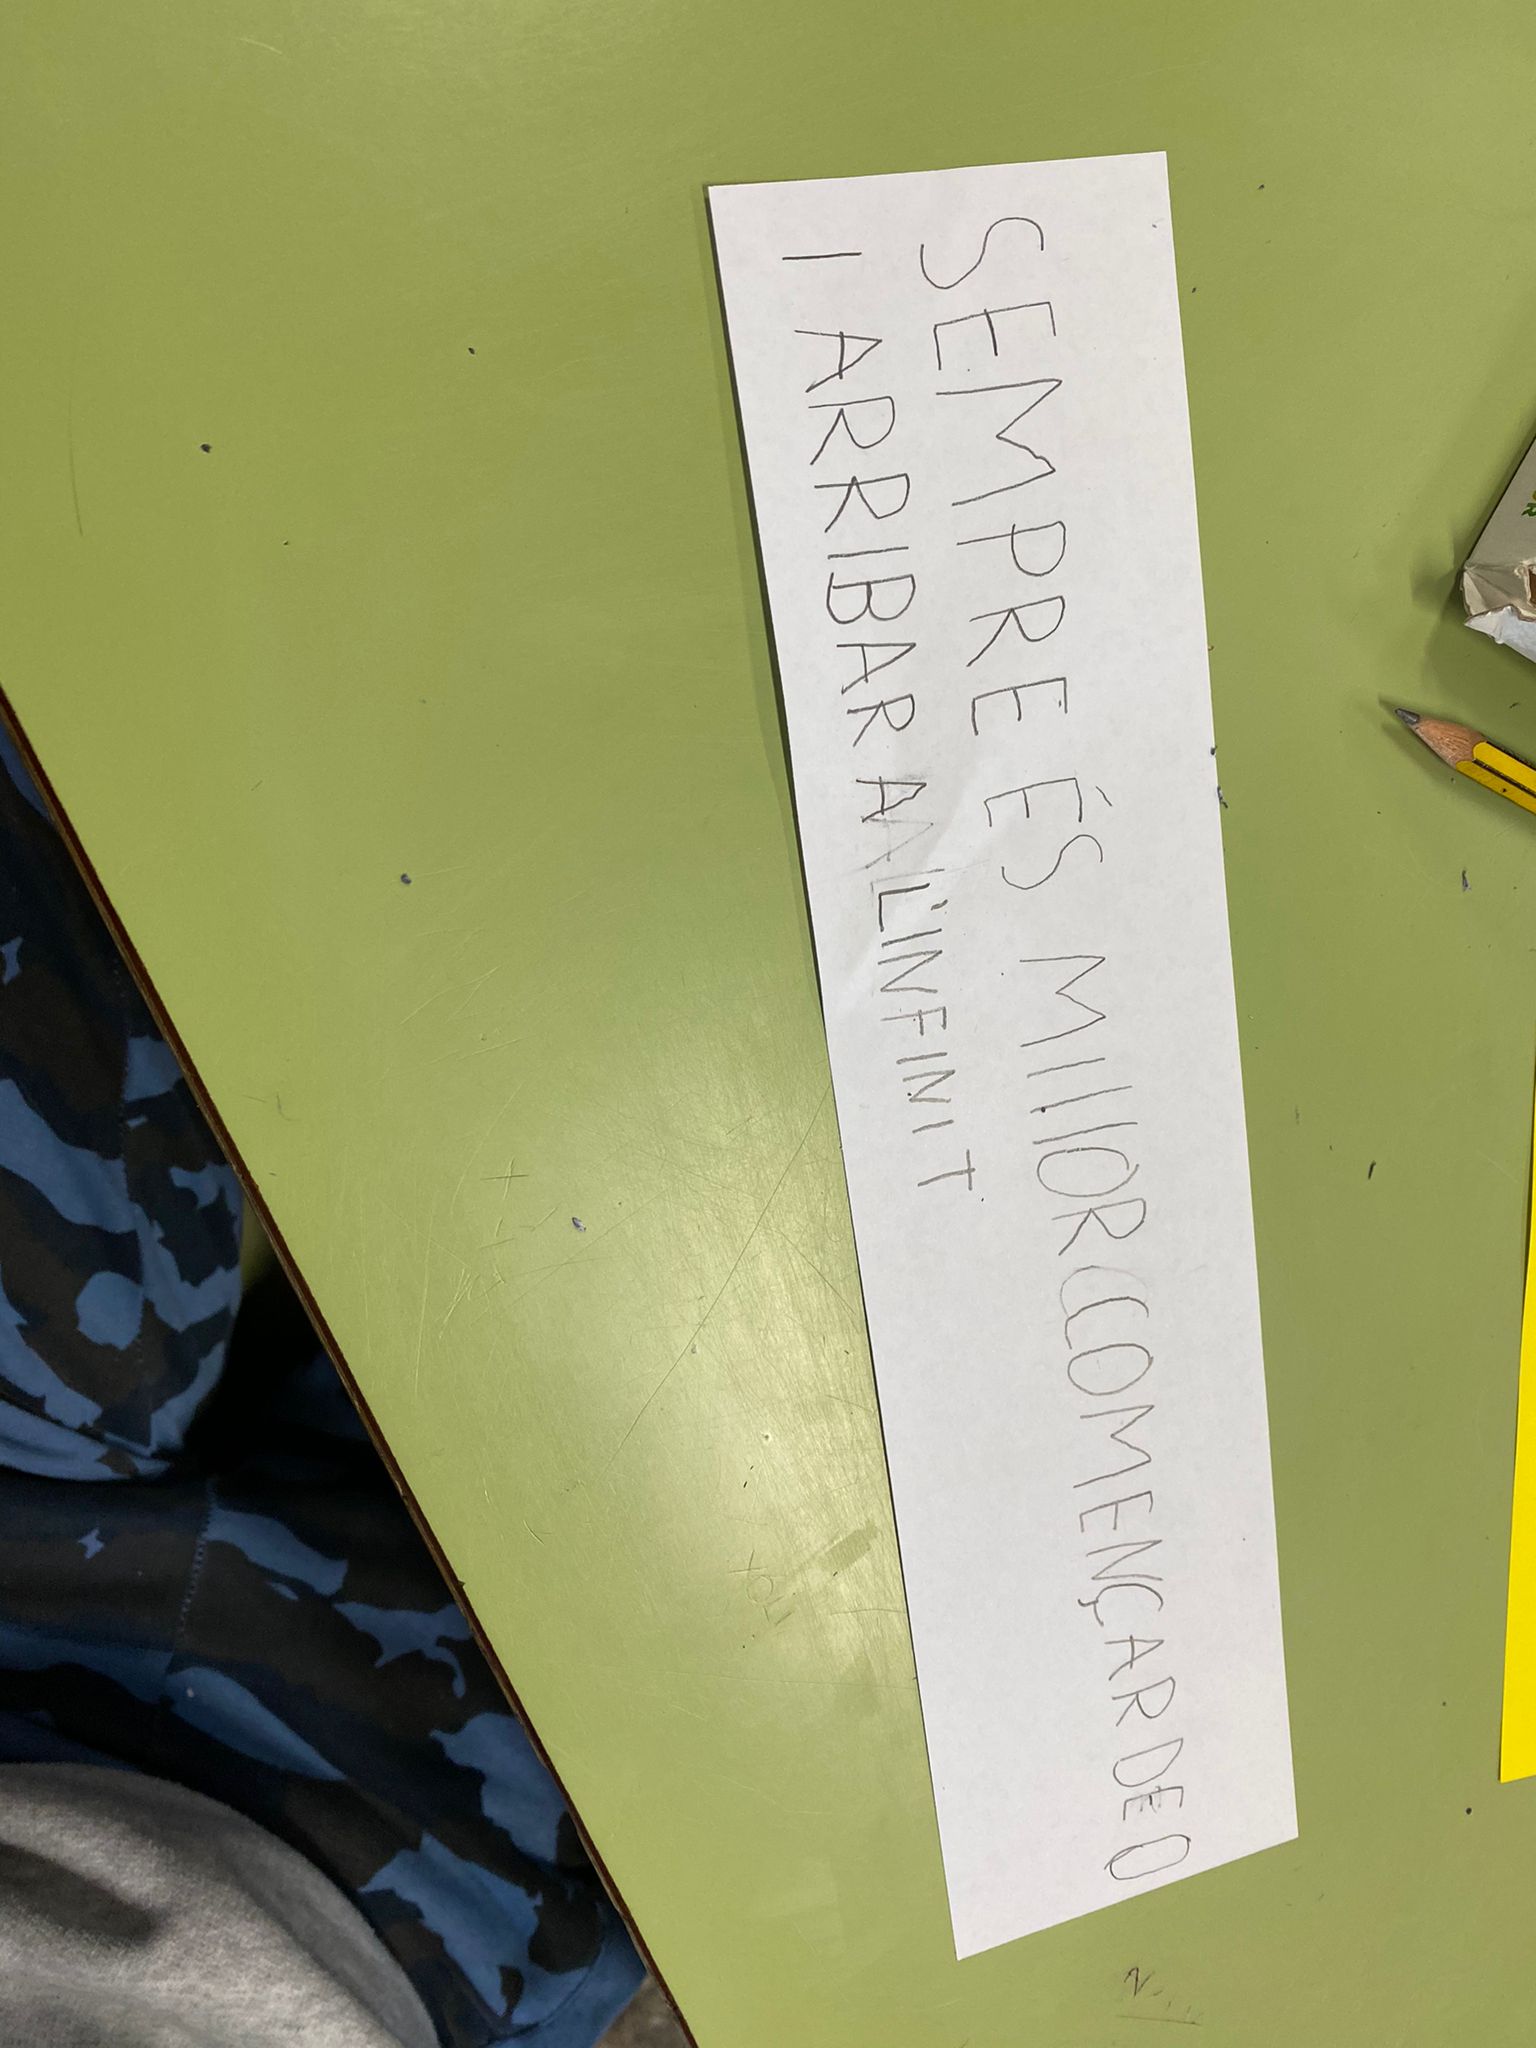 SEMPRE ÉS MILLOR COMENÇAR DE 0
I ARRIBAR A L'INFINIT